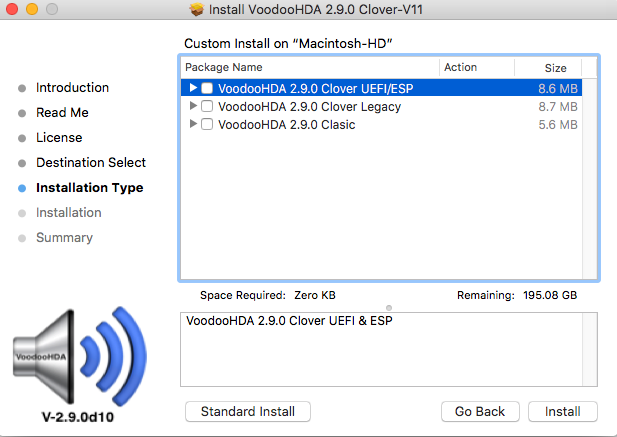 Install VoodooHDA 2.9.0 Clover-V11
Custom Install on “Macintosh-HD”
Package Name Action Size
VoodooHDA 2.9.0 Clover UEFI/ESP 8.6 MB
VoodooHDA 2.9.0 Clover Legacy 8.7 MB
VoodooHDA 2.9.0 Clasic 5.6 MB
Introduction
Read Me
License
Destination Select
Installation Type
Installation
Summary
Space Required: Zero KB Remaining: 195.08 GB
VoodooHDA 2.9.0 Clover UEFI & ESP
VoodooHDA
V-2.9.0d10
Standard Install Go Back Install